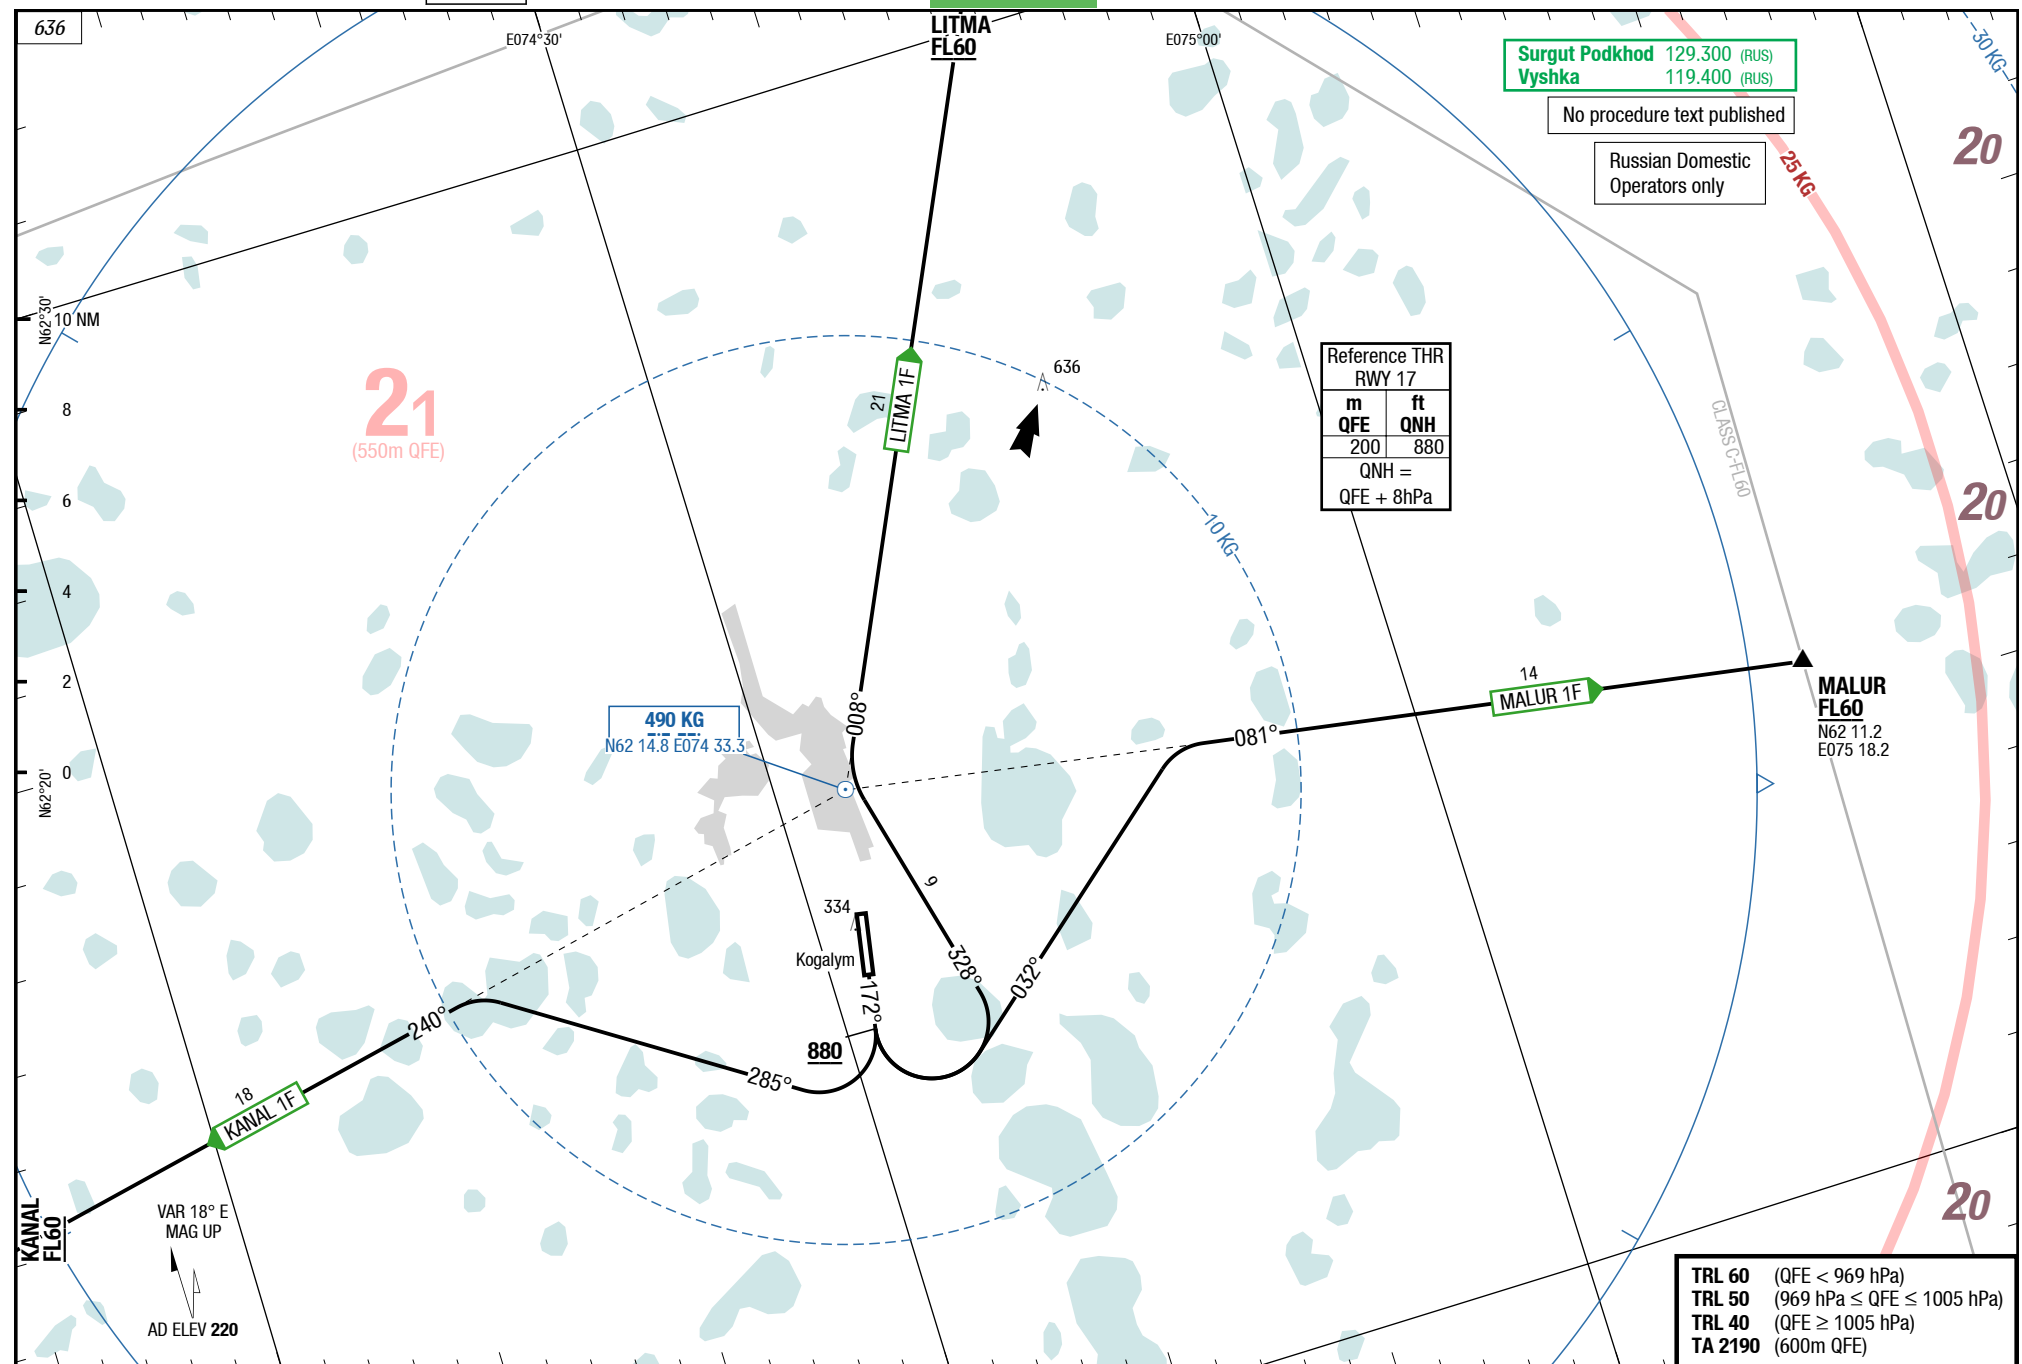 636
LITMA
FL60
E074°30'
E075°00'
30 KG
Surgut Podkhod 129.300 (RUS)
Vyshka 119.400 (RUS)
No procedure text published
Russian Domestic
Operators only
20
25 KG
N62°30'
10 NM
8
6
4
2
0
N62°20'
21
(550m QFE)
21
LITMA 1F
636
Reference THR
RWY 17
m ft
QFE QNH
200 880
QNH =
QFE + 8hPa
CLASS C-FL60
20
10 KG
490 KG
N62 14.8 E074 33.3
008°
081°
14
MALUR 1F
MALUR
FL60
N62 11.2
E075 18.2
9
334
Kogalym
328°
032°
172°
880
285°
240°
18
KANAL 1F
KANAL
FL60
VAR 18° E
MAG UP
AD ELEV 220
20
TRL 60 (QFE < 969 hPa)
TRL 50 (969 hPa ≤ QFE ≤ 1005 hPa)
TRL 40 (QFE ≥ 1005 hPa)
TA 2190 (600m QFE)